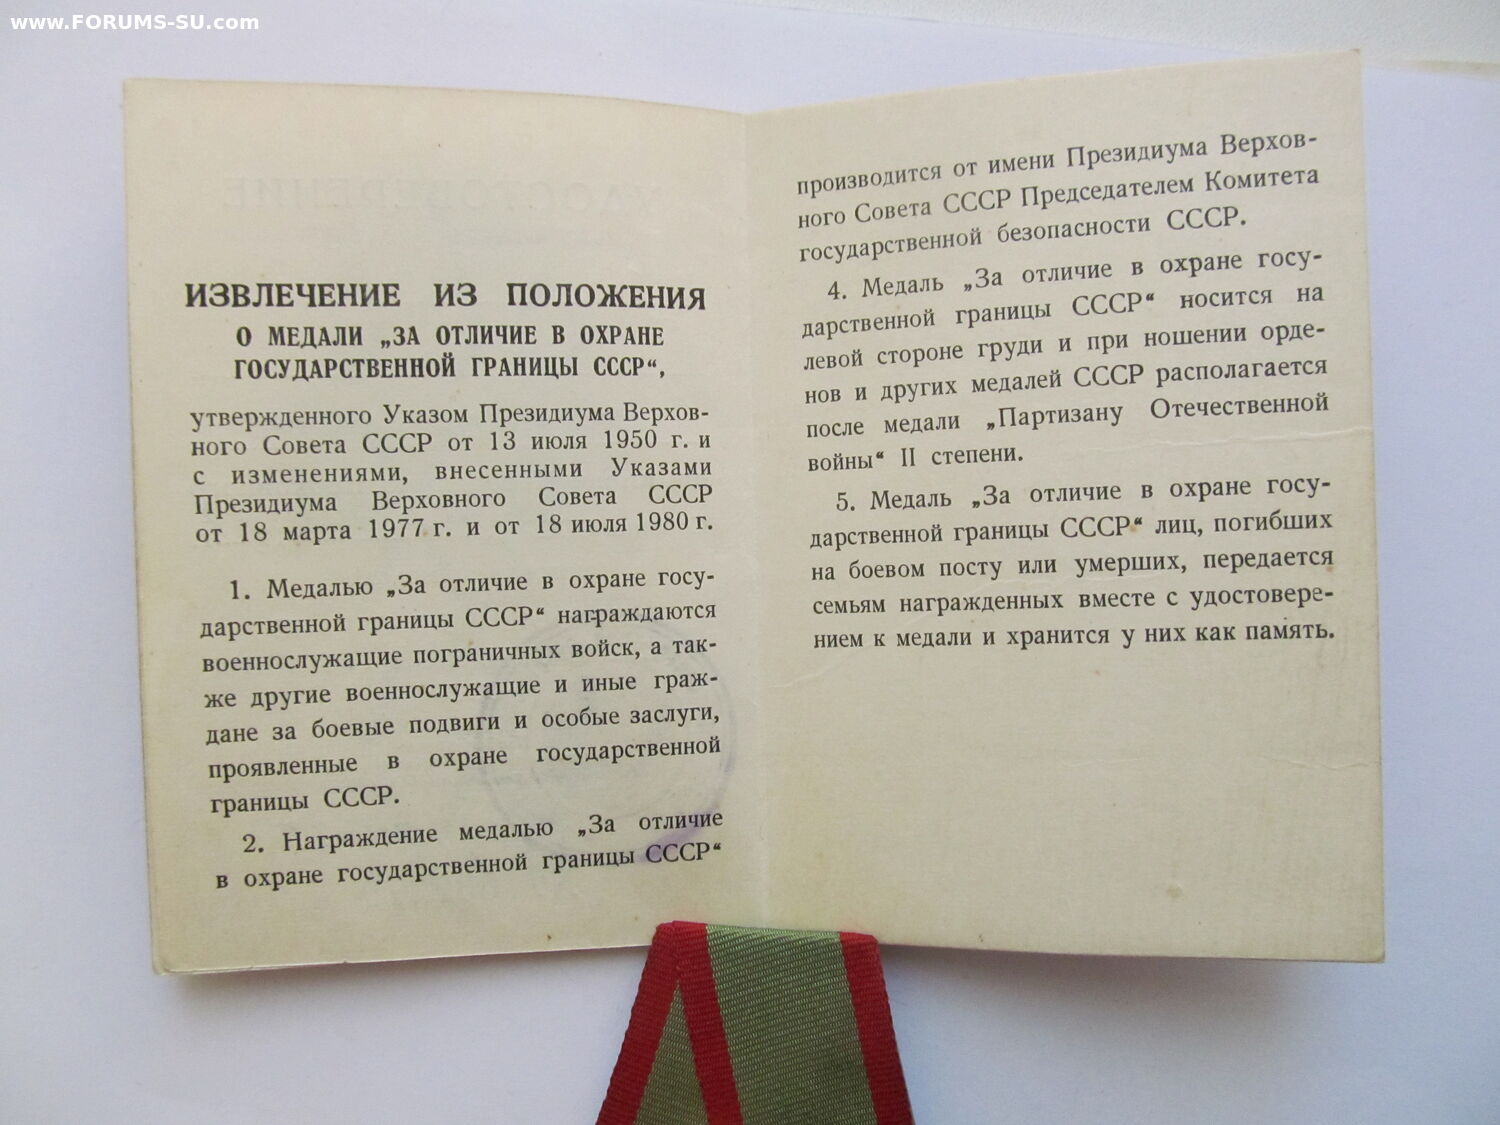 www.FORUMS-SU.com
ИЗВЛЕЧЕНИЕ ИЗ ПОЛОЖЕНИЯ
О МЕДАЛИ „ЗА ОТЛИЧИЕ В ОХРАНЕ
ГОСУДАРСТВЕННОЙ ГРАНИЦЫ СССР“,
утвержденного Указом Президиума Верхов-
ного Совета СССР от 13 июля 1950 г. и
с изменениями, внесенными Указами
Президиума Верховного Совета СССР
от 18 марта 1977 г. и от 18 июля 1980 г.
1. Медалью „За отличие в охране госу-
дарственной границы СССР“ награждаются
военнослужащие пограничных войск, а так-
же другие военнослужащие и иные граж-
дане за боевые подвиги и особые заслуги,
проявленные в охране государственной
границы СССР.
2. Награждение медалью „За отличие
в охране государственной границы СССР“
производится от имени Президиума Верхов-
ного Совета СССР Председателем Комитета
государственной безопасности СССР.
4. Медаль „За отличие в охране госу-
дарственной границы СССР“ носится на
левой стороне груди и при ношении орде-
нов и других медалей СССР располагается
после медали „Партизану Отечественной
войны“ II степени.
5. Медаль „За отличие в охране госу-
дарственной границы СССР“ лиц, погибших
на боевом посту или умерших, передается
семьям награжденных вместе с удостовере-
нием к медали и хранится у них как память.